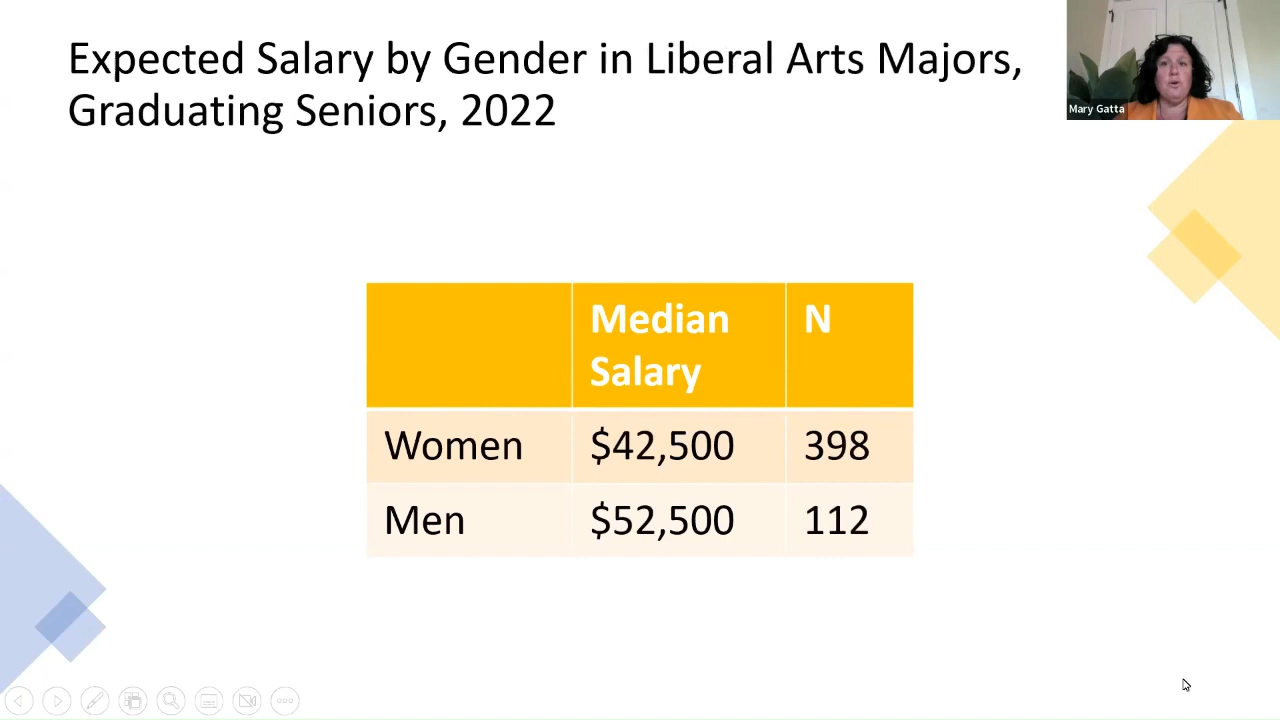 Expected Salary by Gender in Liberal Arts Majors,
Graduating Seniors, 2022
Mary Gatta
Median Salary N
Women $42,500 398
Men $52,500 112